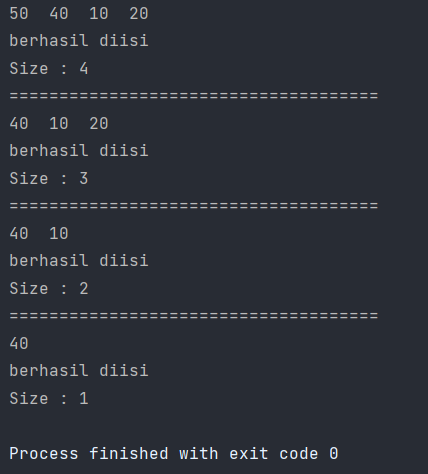 50  40  10  20
berhasil diisi
Size : 4
=====================================
40  10  20
berhasil diisi
Size : 3
=====================================
40  10
berhasil diisi
Size : 2
=====================================
40
berhasil diisi
Size : 1
Process finished with exit code 0